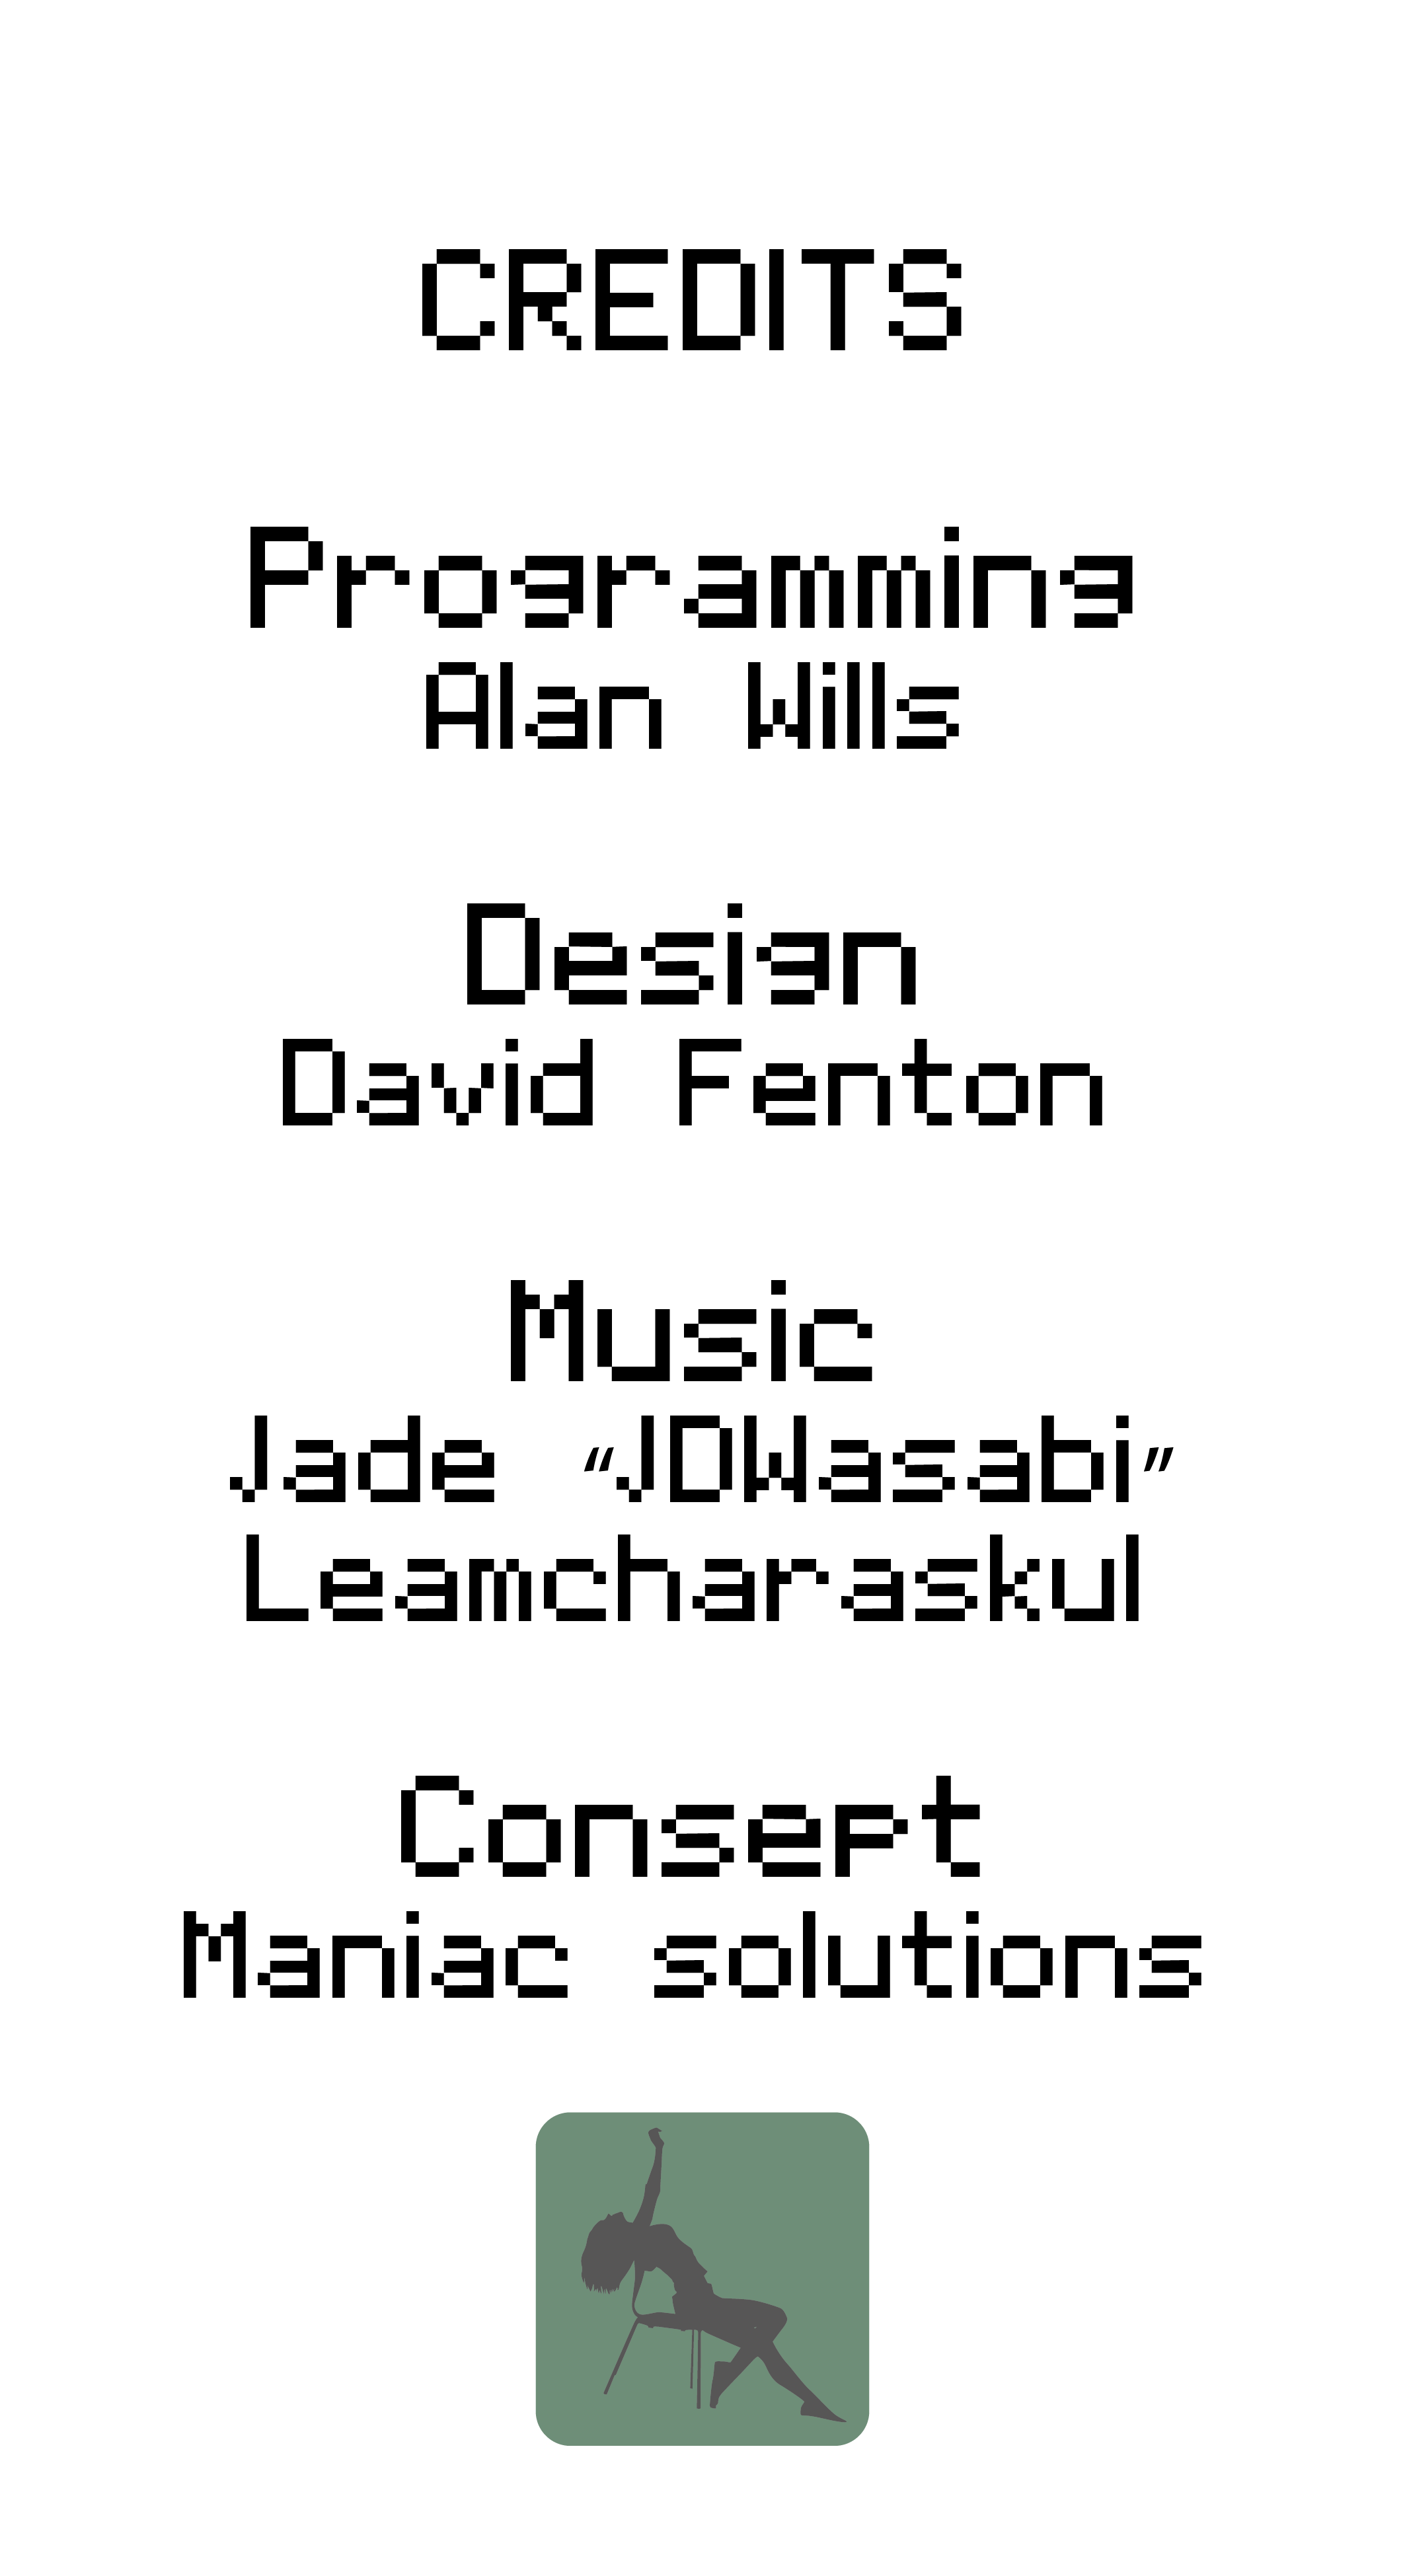 CREDITS
Programming
Alan Wills
Design
David Fenton
Music
Jade “JDWasabi”
Leamcharaskul
Consept
Maniac solutions